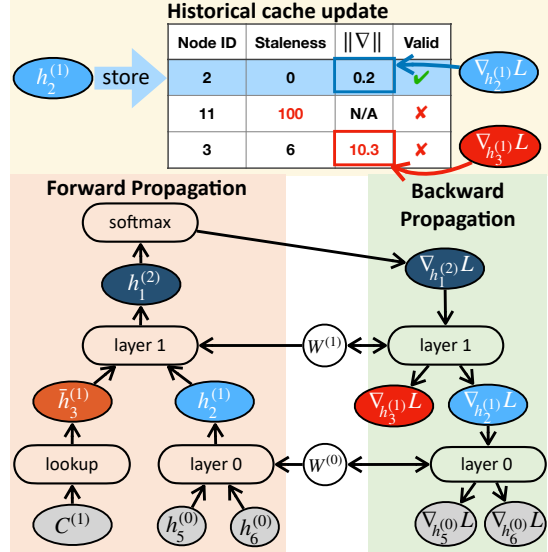 Historical cache update
Node ID Staleness ‖∇‖ Valid
h₂⁽¹⁾ store 2 0 0.2 ✓ ∇_{h₂⁽¹⁾}L
11 100 N/A ✘
3 6 10.3 ✘ ∇_{h₃⁽¹⁾}L
Forward Propagation
Backward
Propagation
softmax
h₁⁽²⁾ ∇_{h₁⁽²⁾}L
layer 1 W⁽¹⁾ layer 1
h̄₃⁽¹⁾ h₂⁽¹⁾ ∇_{h₃⁽¹⁾}L ∇_{h₂⁽¹⁾}L
lookup layer 0 W⁽⁰⁾ layer 0
C⁽¹⁾ h₅⁽⁰⁾ h₆⁽⁰⁾ ∇_{h₅⁽⁰⁾}L ∇_{h₆⁽⁰⁾}L